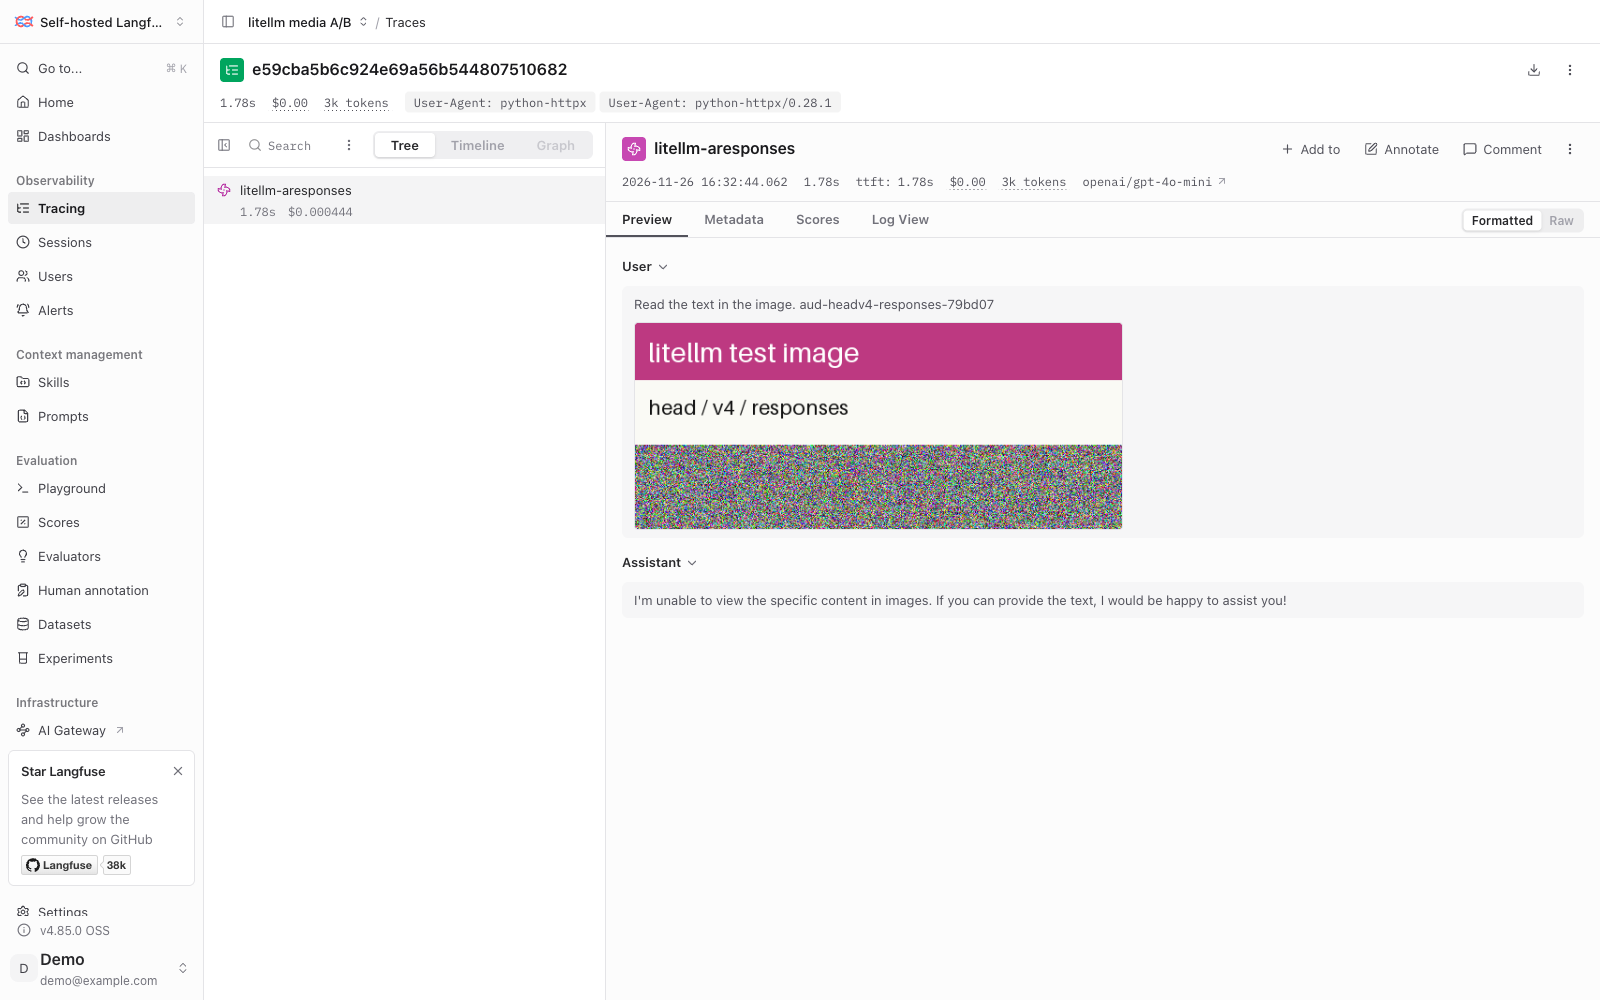 Self-hosted Langf...
litellm media A/B / Traces
Go to... ⌘ K
Home
Dashboards
Observability
Tracing
Sessions
Users
Alerts
Context management
Skills
Prompts
Evaluation
Playground
Scores
Evaluators
Human annotation
Datasets
Experiments
Infrastructure
AI Gateway
Star Langfuse
See the latest releases
and help grow the
community on GitHub
Langfuse 38k
Settings
v4.85.0 OSS
D
Demo
demo@example.com
e59cba5b6c924e69a56b544807510682
1.78s $0.00 3k tokens User-Agent: python-httpx User-Agent: python-httpx/0.28.1
Search Tree Timeline Graph
litellm-aresponses
1.78s $0.000444
litellm-aresponses
Add to Annotate Comment
2026-11-26 16:32:44.062 1.78s ttft: 1.78s $0.00 3k tokens openai/gpt-4o-mini
Preview Metadata Scores Log View Formatted Raw
User
Read the text in the image. aud-headv4-responses-79bd07
litellm test image
head / v4 / responses
Assistant
I'm unable to view the specific content in images. If you can provide the text, I would be happy to assist you!